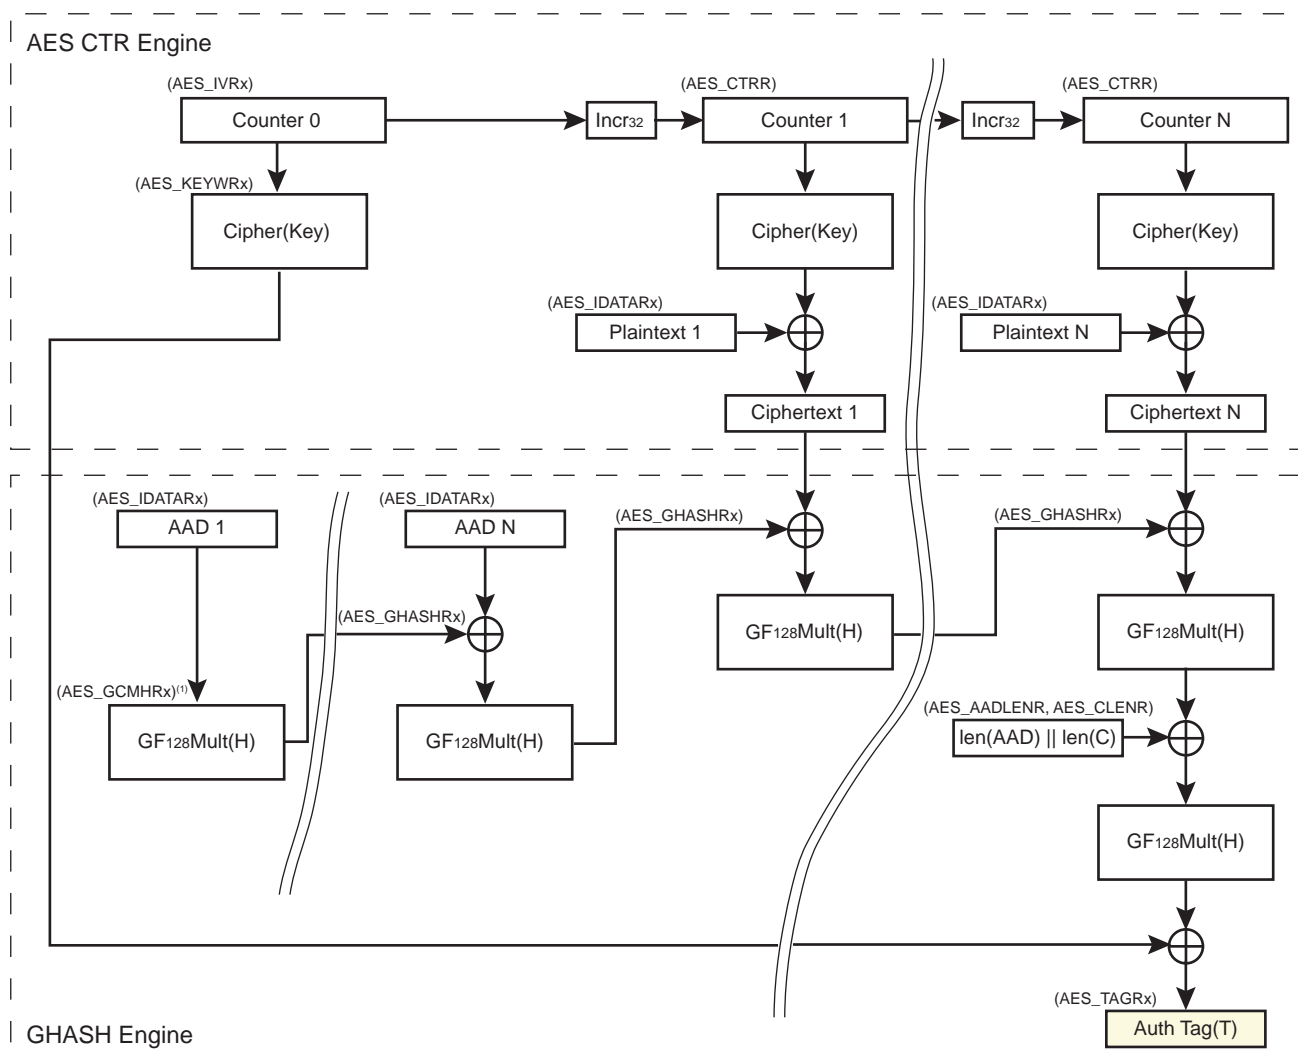 AES CTR Engine
(AES_IVRx)
(AES_CTRR)
(AES_CTRR)
Counter 0
Incr32
Counter 1
Incr32
Counter N
(AES_KEYWRx)
Cipher(Key)
Cipher(Key)
Cipher(Key)
(AES_IDATARx)
(AES_IDATARx)
Plaintext 1
Plaintext N
Ciphertext 1
Ciphertext N
(AES_IDATARx)
(AES_IDATARx)
AAD 1
AAD N
(AES_GHASHRx)
(AES_GHASHRx)
(AES_GHASHRx)
GF128Mult(H)
GF128Mult(H)
(AES_GCMHRx)(1)
GF128Mult(H)
GF128Mult(H)
(AES_AADLENR, AES_CLENR)
len(AAD) || len(C)
GF128Mult(H)
(AES_TAGRx)
Auth Tag(T)
GHASH Engine